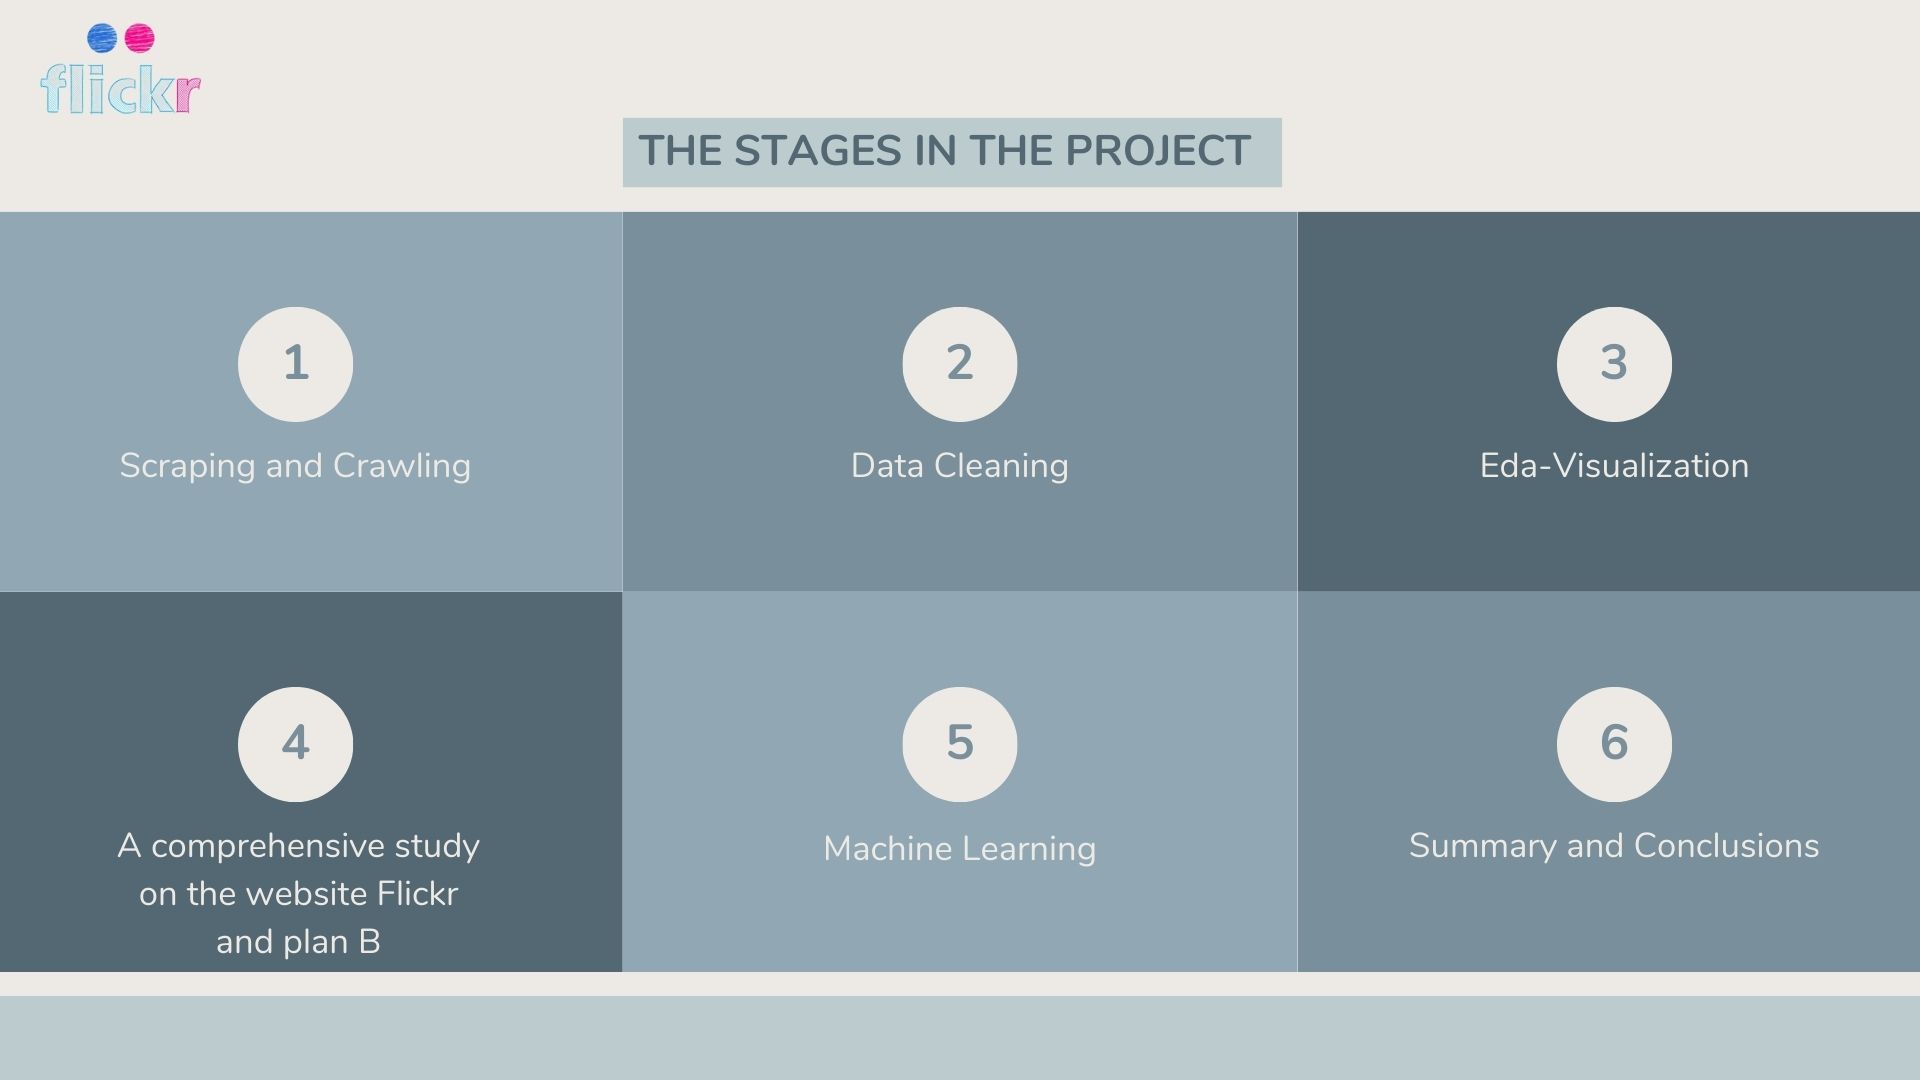 flickr
THE STAGES IN THE PROJECT
1
Scraping and Crawling
2
Data Cleaning
3
Eda-Visualization
4
A comprehensive study
on the website Flickr
and plan B
5
Machine Learning
6
Summary and Conclusions